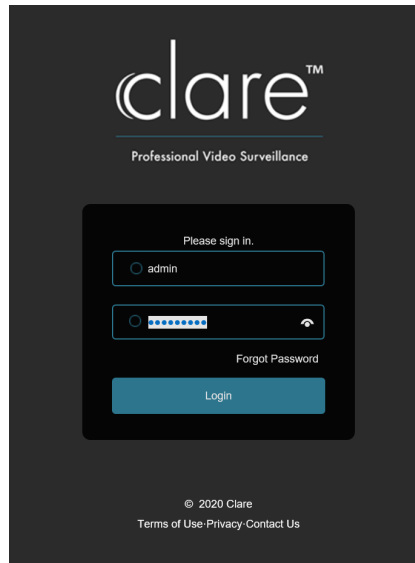 clare™
Professional Video Surveillance
Please sign in.
admin
•••••••••
Forgot Password
Login
© 2020 Clare
Terms of Use·Privacy·Contact Us